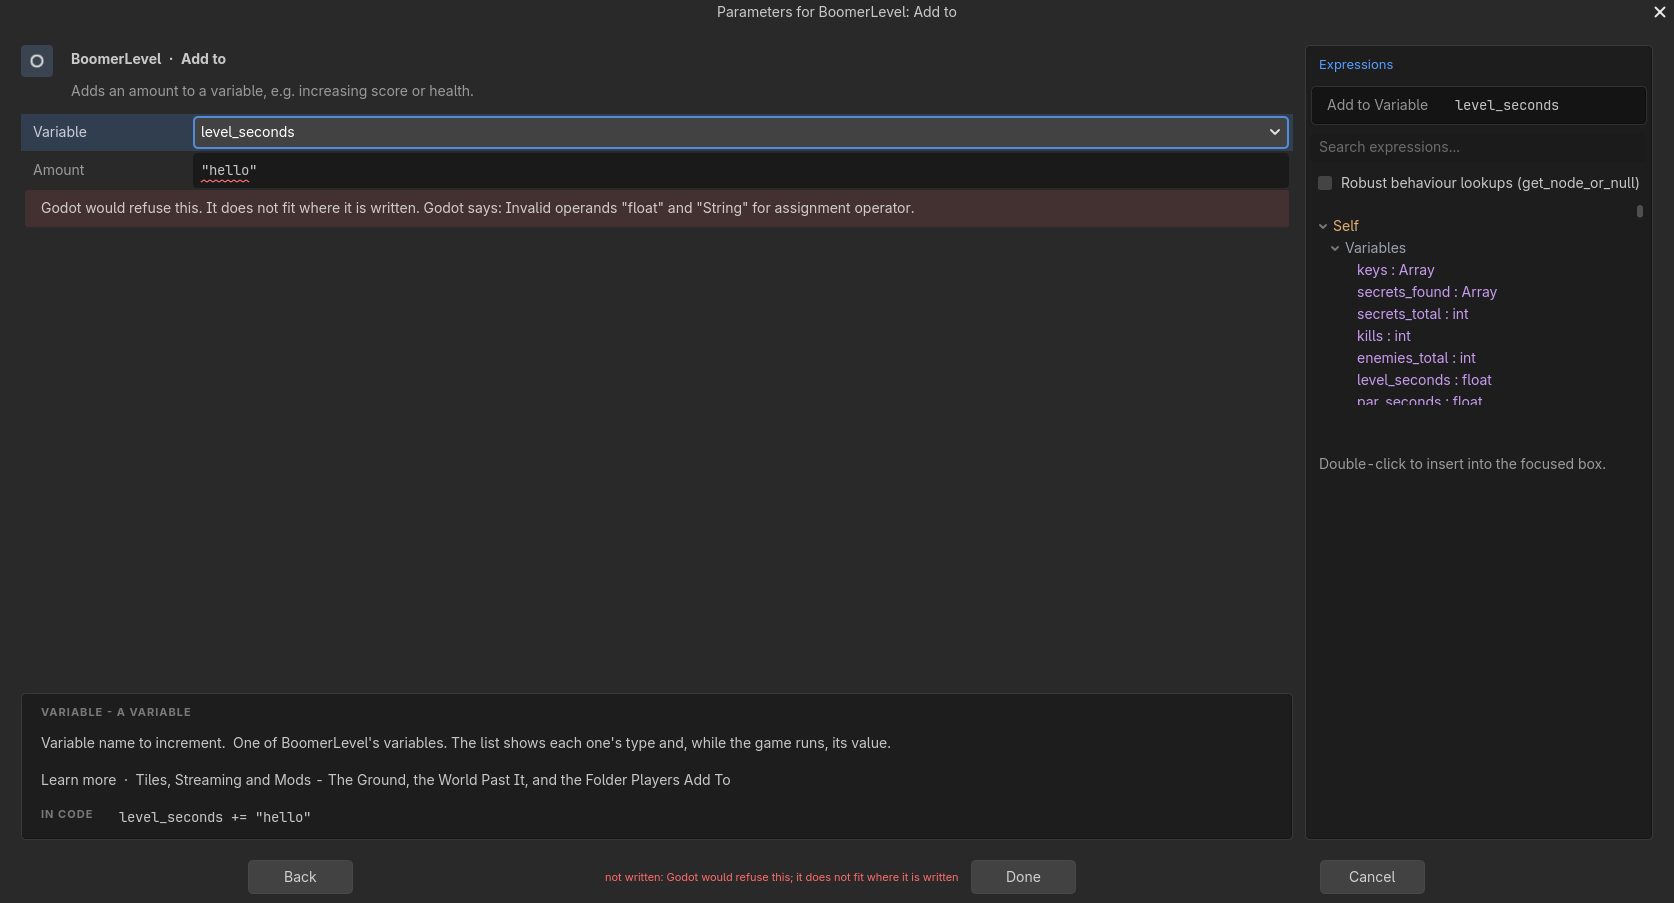 Parameters for BoomerLevel: Add to
BoomerLevel · Add to
Adds an amount to a variable, e.g. increasing score or health.
Variable level_seconds
Amount "hello"
Godot would refuse this. It does not fit where it is written. Godot says: Invalid operands "float" and "String" for assignment operator.
VARIABLE - A VARIABLE
Variable name to increment.  One of BoomerLevel's variables. The list shows each one's type and, while the game runs, its value.
Learn more · Tiles, Streaming and Mods - The Ground, the World Past It, and the Folder Players Add To
IN CODE level_seconds += "hello"
Expressions
Add to Variable level_seconds
Search expressions...
Robust behaviour lookups (get_node_or_null)
Self
Variables
keys : Array
secrets_found : Array
secrets_total : int
kills : int
enemies_total : int
level_seconds : float
par_seconds : float
Double-click to insert into the focused box.
Back
not written: Godot would refuse this; it does not fit where it is written
Done
Cancel